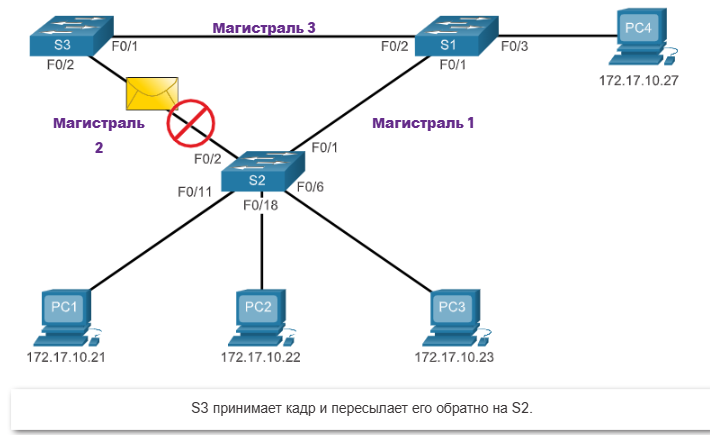 Магистраль 3
PC4
S3
F0/1
F0/2
S1
F0/3
F0/2
F0/1
172.17.10.27
Магистраль
2
Магистраль 1
F0/1
F0/2
S2
F0/11
F0/6
F0/18
PC1
PC2
PC3
172.17.10.21
172.17.10.22
172.17.10.23
S3 принимает кадр и пересылает его обратно на S2.